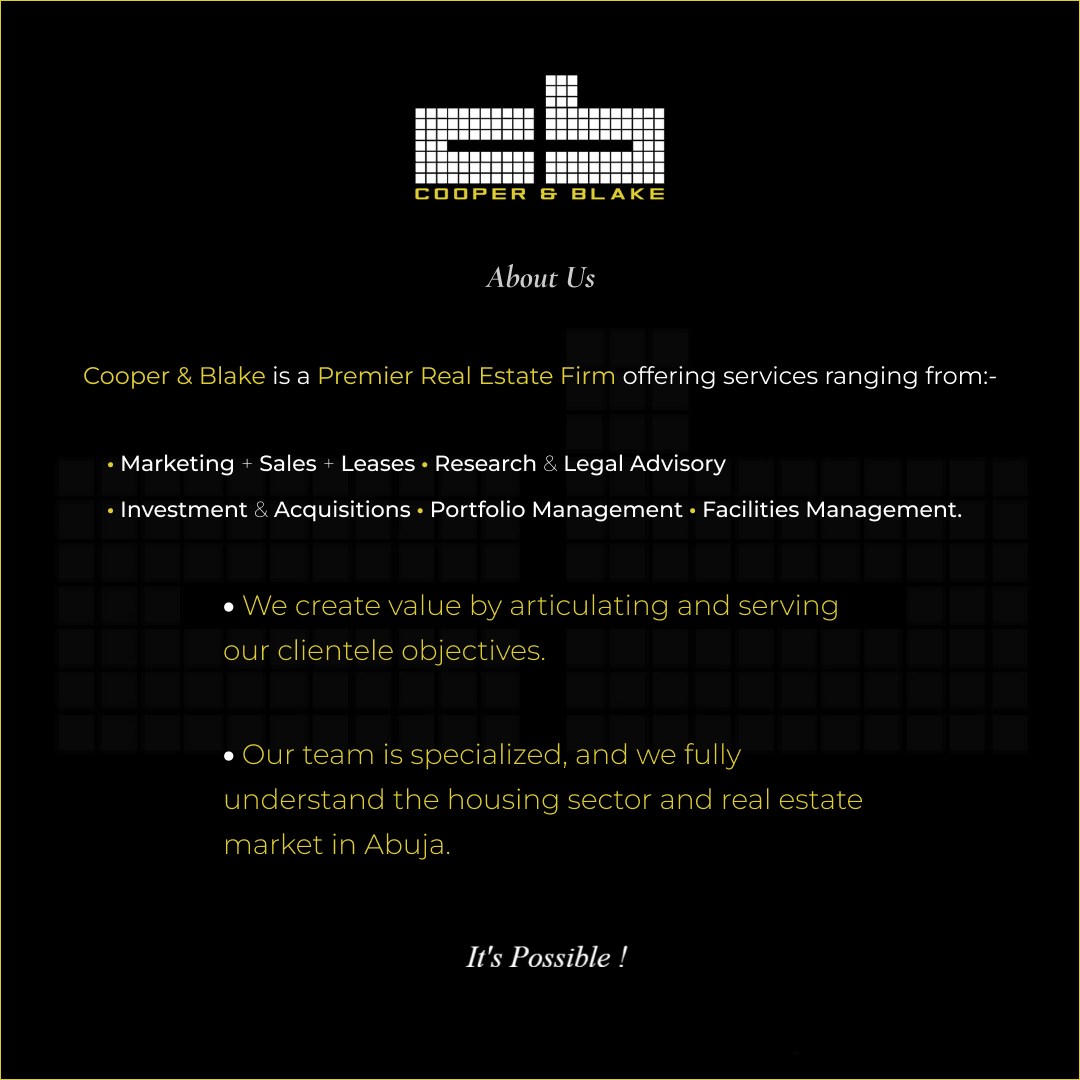 cb
COOPER & BLAKE
About Us
Cooper & Blake is a Premier Real Estate Firm offering services ranging from:-
• Marketing + Sales + Leases • Research & Legal Advisory
• Investment & Acquisitions • Portfolio Management • Facilities Management.
• We create value by articulating and serving
our clientele objectives.
• Our team is specialized, and we fully
understand the housing sector and real estate
market in Abuja.
It's Possible !